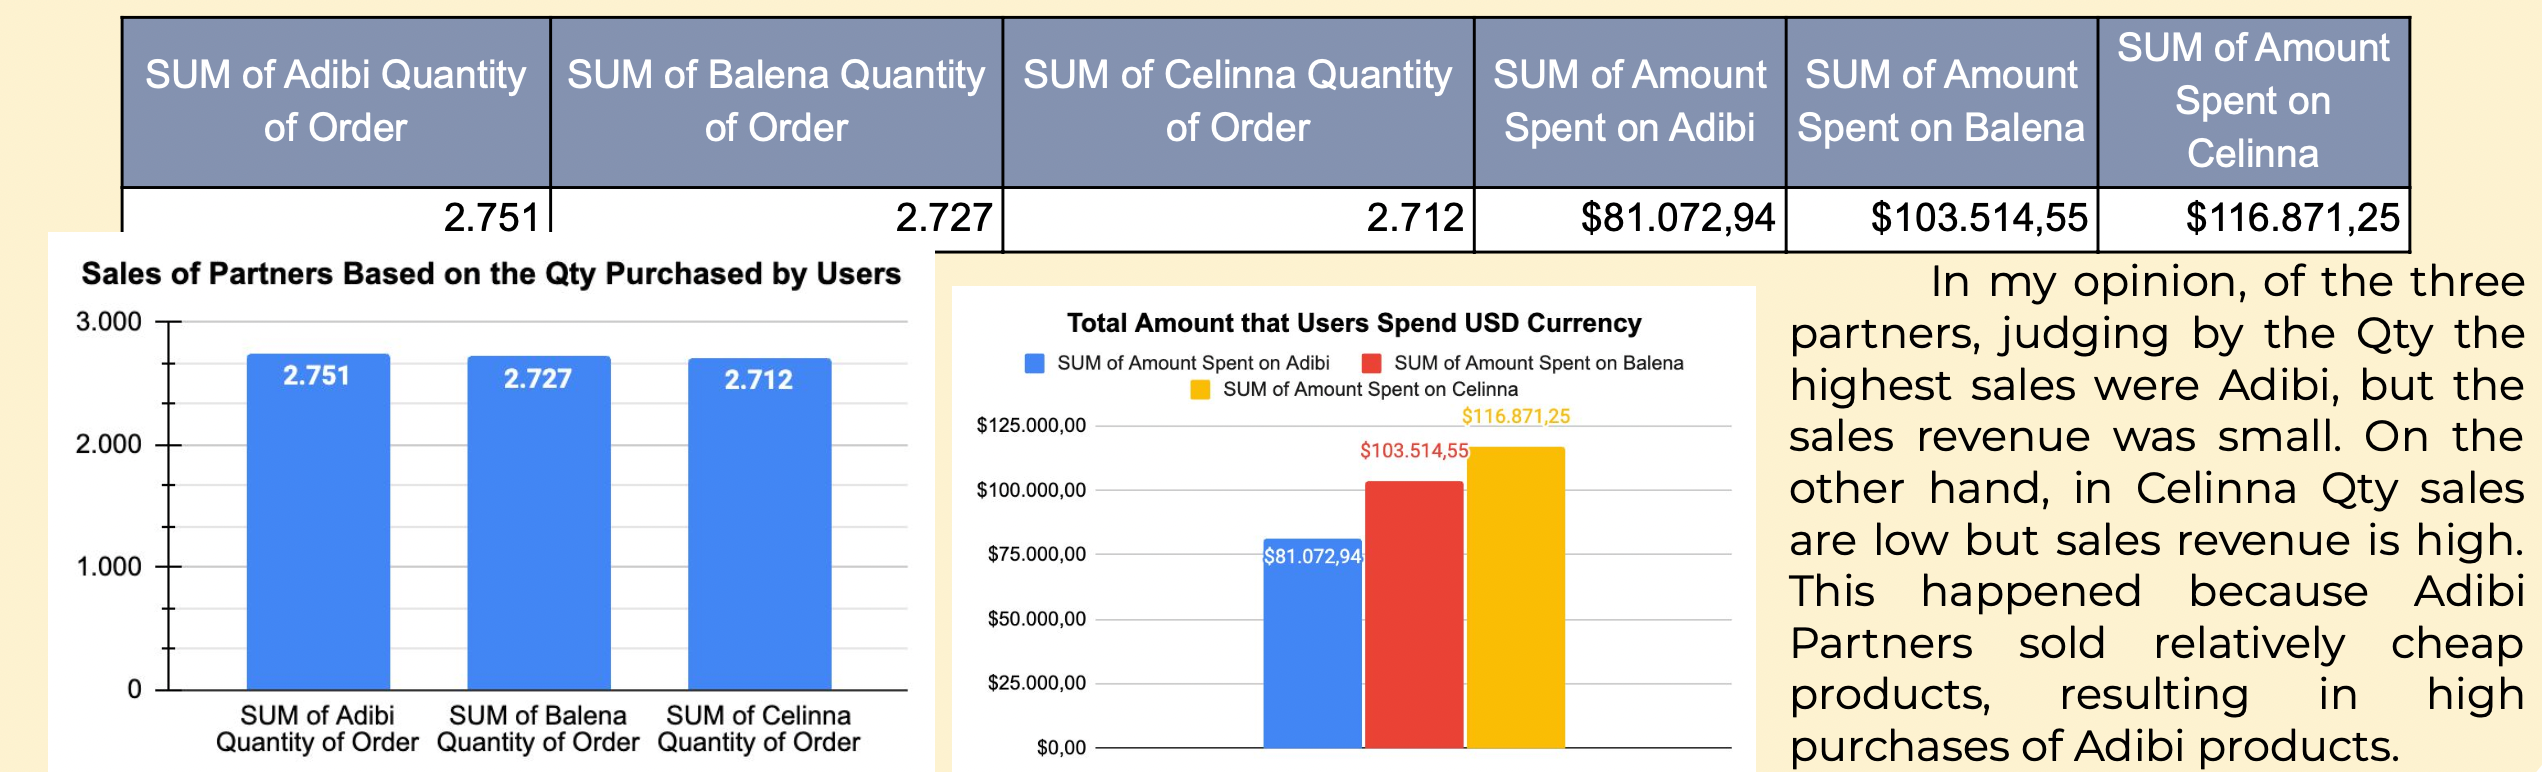 SUM of Adibi Quantity
of Order
SUM of Balena Quantity
of Order
SUM of Celinna Quantity
of Order
SUM of Amount
Spent on Adibi
SUM of Amount
Spent on Balena
SUM of Amount
Spent on
Celinna
2.751
2.727
2.712
$81.072,94
$103.514,55
$116.871,25
Sales of Partners Based on the Qty Purchased by Users
3.000
2.000
1.000
0
2.751
2.727
2.712
SUM of Adibi
Quantity of Order
SUM of Balena
Quantity of Order
SUM of Celinna
Quantity of Order
Total Amount that Users Spend USD Currency
SUM of Amount Spent on Adibi
SUM of Amount Spent on Balena
SUM of Amount Spent on Celinna
$125.000,00
$100.000,00
$75.000,00
$50.000,00
$25.000,00
$0,00
$81.072,94
$103.514,55
$116.871,25
In my opinion, of the three
partners, judging by the Qty the
highest sales were Adibi, but the
sales revenue was small. On the
other hand, in Celinna Qty sales
are low but sales revenue is high.
This happened because Adibi
Partners sold relatively cheap
products, resulting in high
purchases of Adibi products.